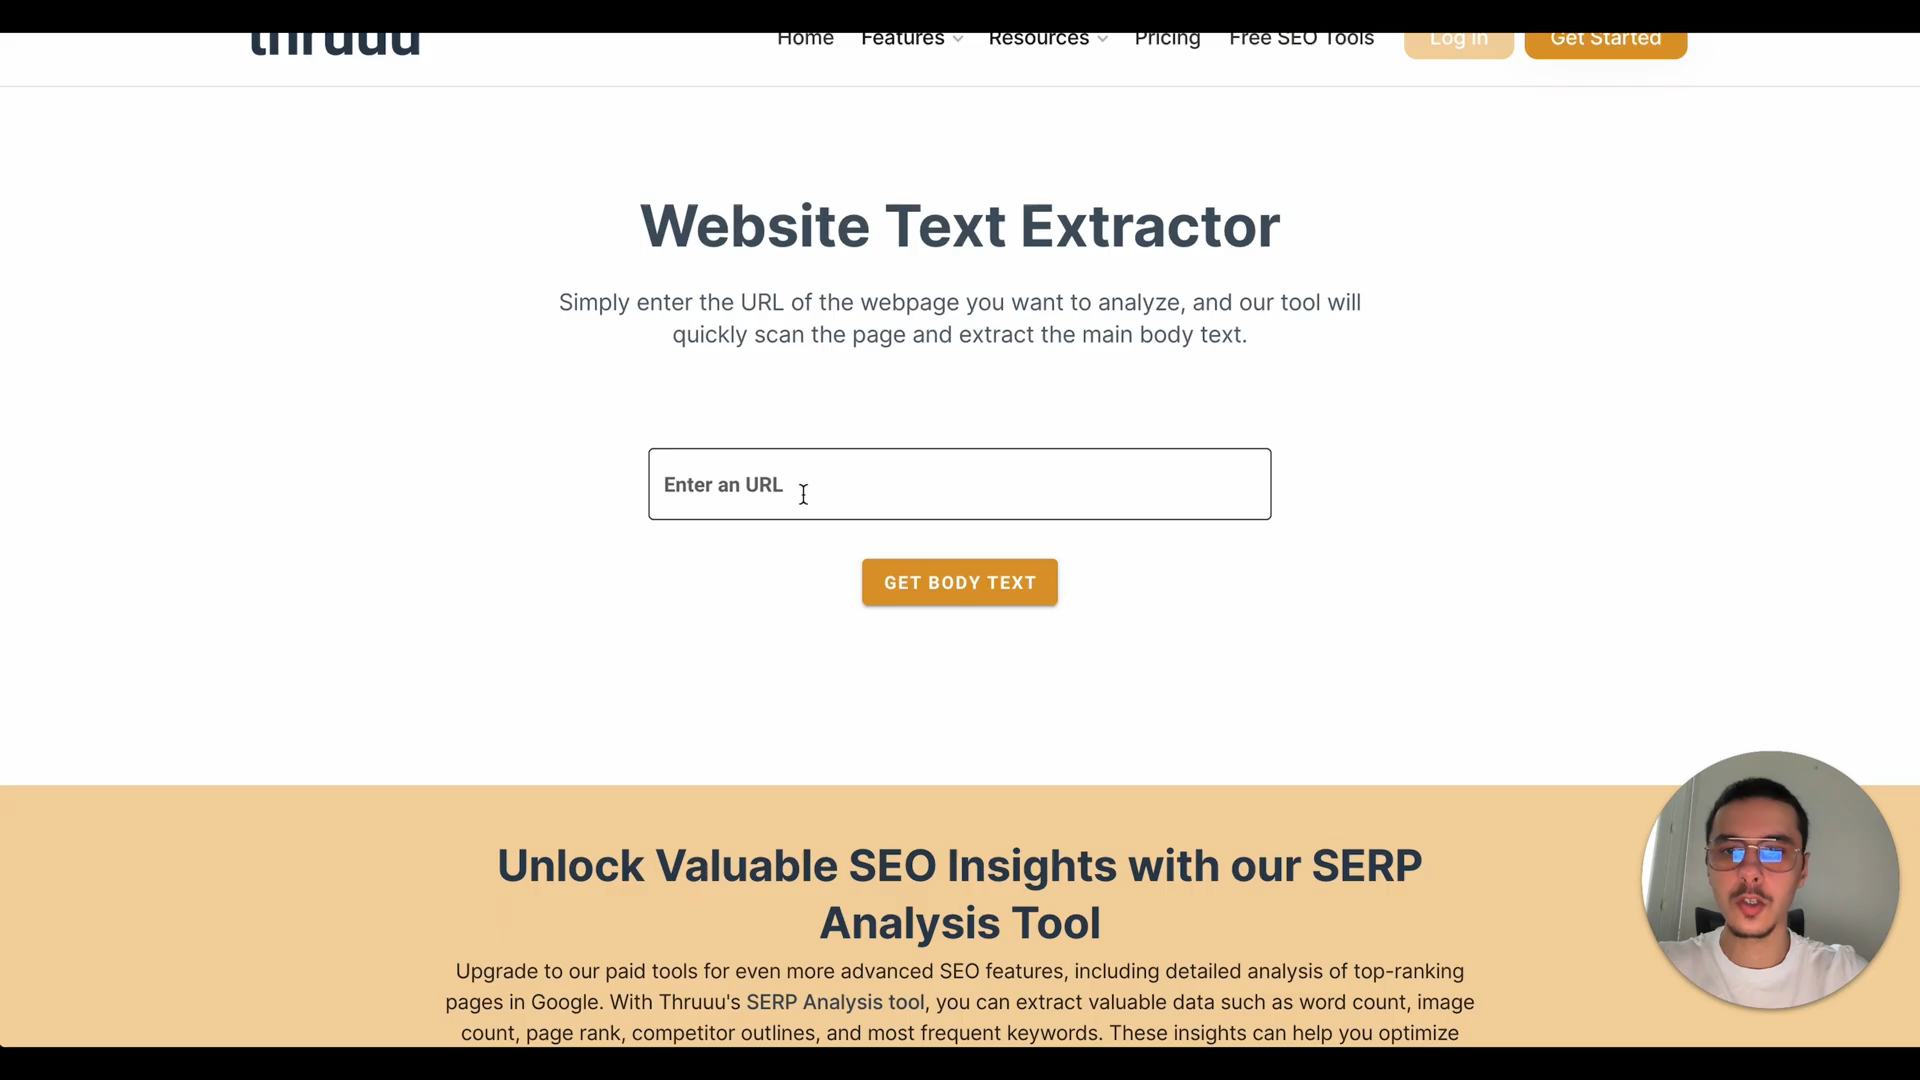 thruuu
Home Features Resources Pricing Free SEO Tools Log In Get Started
Website Text Extractor
Simply enter the URL of the webpage you want to analyze, and our tool will
quickly scan the page and extract the main body text.
Enter an URL
GET BODY TEXT
Unlock Valuable SEO Insights with our SERP
Analysis Tool
Upgrade to our paid tools for even more advanced SEO features, including detailed analysis of top-ranking
pages in Google. With Thruuu's SERP Analysis tool, you can extract valuable data such as word count, image
count, page rank, competitor outlines, and most frequent keywords. These insights can help you optimize